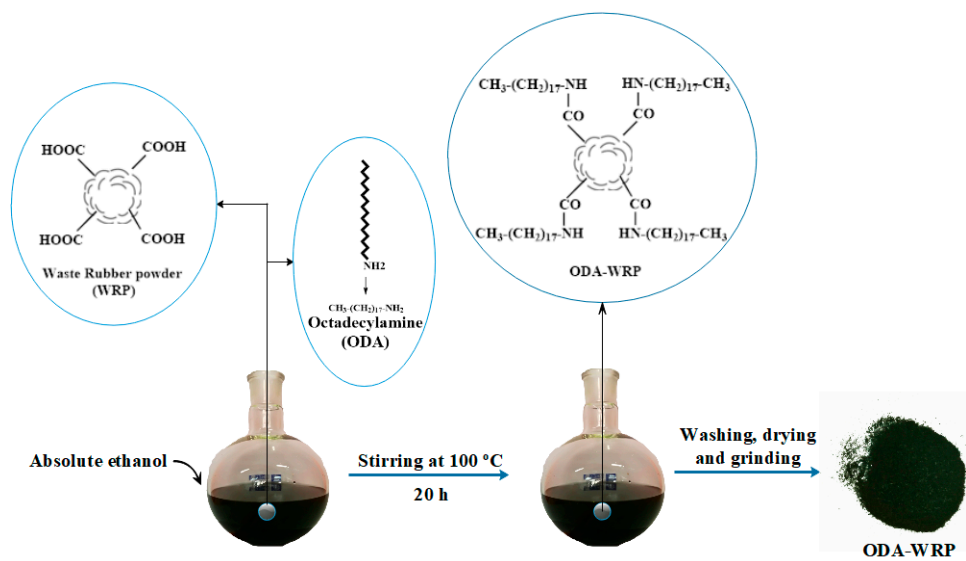 HOOC
COOH
HOOC
COOH
Waste Rubber powder
(WRP)
NH2
CH₃-(CH₂)₁₇-NH₂
Octadecylamine
(ODA)
CH₃-(CH₂)₁₇-NH
HN-(CH₂)₁₇-CH₃
CO
CO
CO
CO
CH₃-(CH₂)₁₇-NH
HN-(CH₂)₁₇-CH₃
ODA-WRP
Absolute ethanol
Stirring at 100 ºC
20 h
Washing, drying
and grinding
ODA-WRP